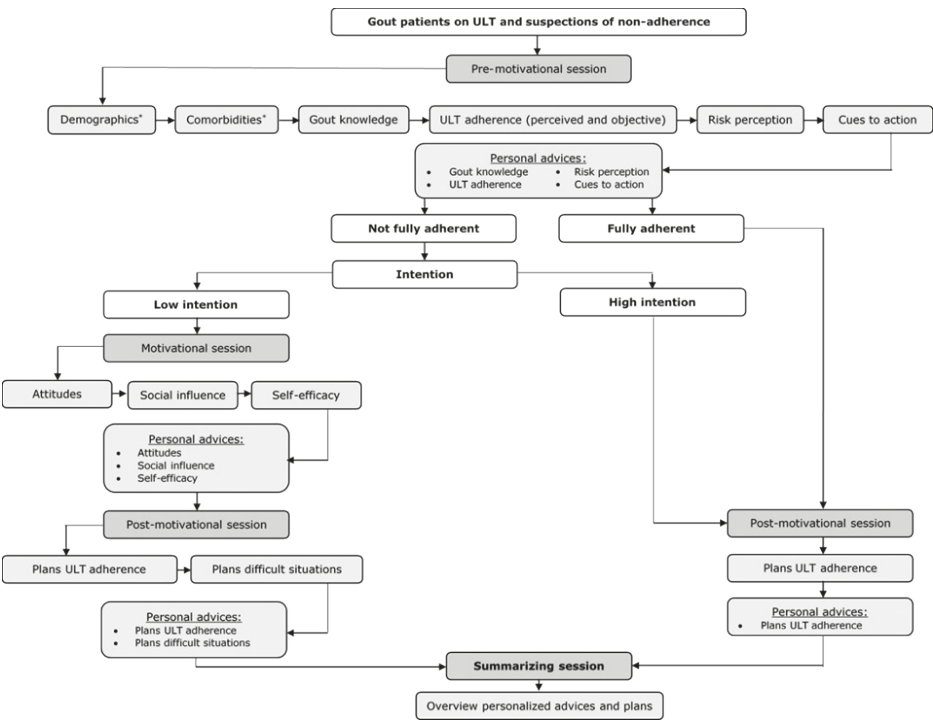 Gout patients on ULT and suspections of non-adherence
Pre-motivational session
Demographics*
Comorbidities*
Gout knowledge
ULT adherence (perceived and objective)
Risk perception
Cues to action
Personal advices:
• Gout knowledge • Risk perception
• ULT adherence • Cues to action
Not fully adherent
Fully adherent
Intention
Low intention
High intention
Motivational session
Attitudes
Social influence
Self-efficacy
Personal advices:
• Attitudes
• Social influence
• Self-efficacy
Post-motivational session
Post-motivational session
Plans ULT adherence
Plans difficult situations
Plans ULT adherence
Personal advices:
• Plans ULT adherence
• Plans difficult situations
Personal advices:
• Plans ULT adherence
Summarizing session
Overview personalized advices and plans